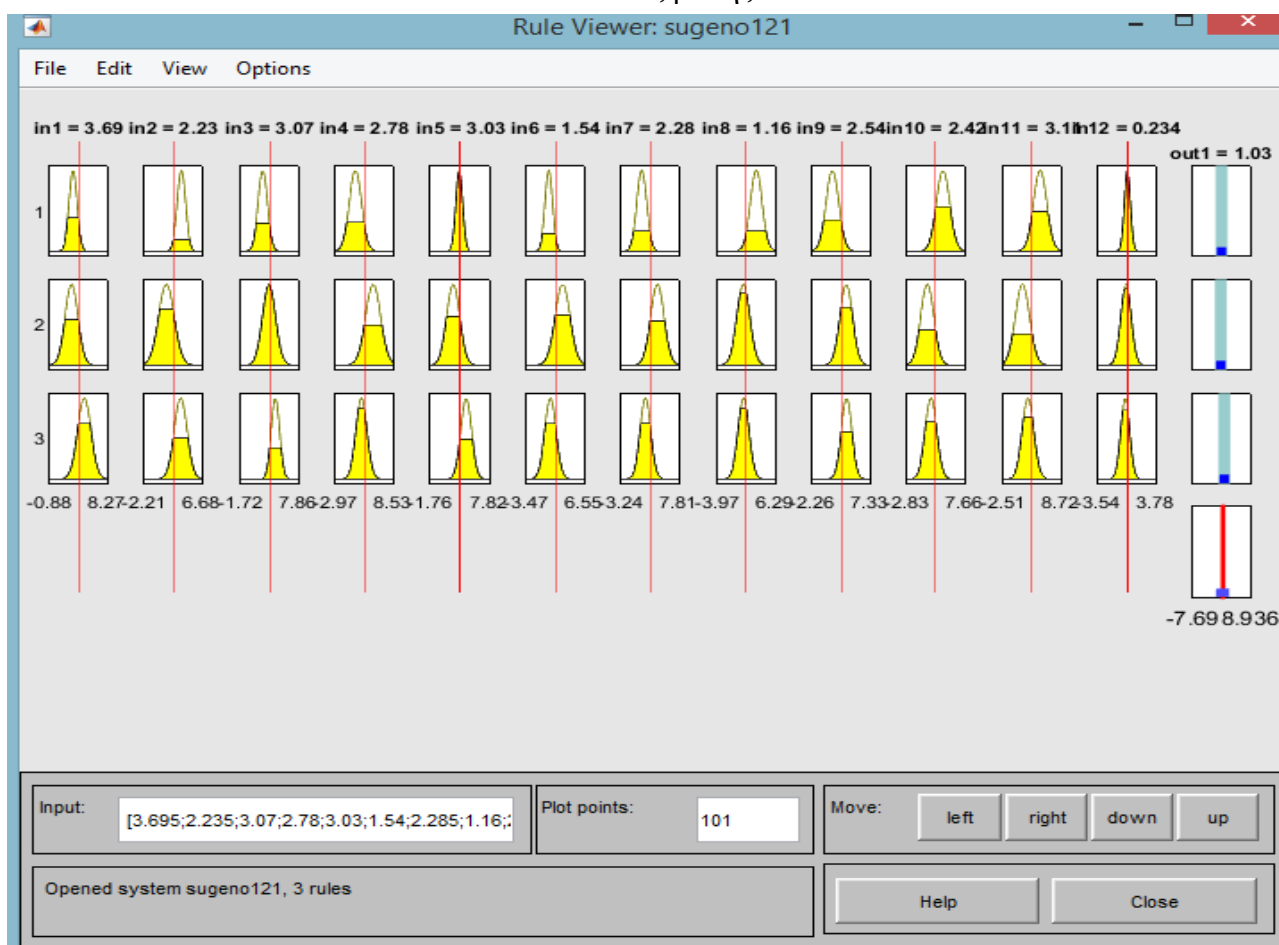 Rule Viewer: sugeno121
File Edit View Options
in1 = 3.69 in2 = 2.23 in3 = 3.07 in4 = 2.78 in5 = 3.03 in6 = 1.54 in7 = 2.28 in8 = 1.16 in9 = 2.54 in10 = 2.42 in11 = 3.1 in12 = 0.234
out1 = 1.03
1
2
3
-0.88 8.27 -2.21 6.68 -1.72 7.86 -2.97 8.53 -1.76 7.82 -3.47 6.55 -3.24 7.81 -3.97 6.29 -2.26 7.33 -2.83 7.66 -2.51 8.72 -3.54 3.78
-7.69 8.936
Input: [3.695;2.235;3.07;2.78;3.03;1.54;2.285;1.16; Plot points: 101 Move: left right down up
Opened system sugeno121, 3 rules Help Close